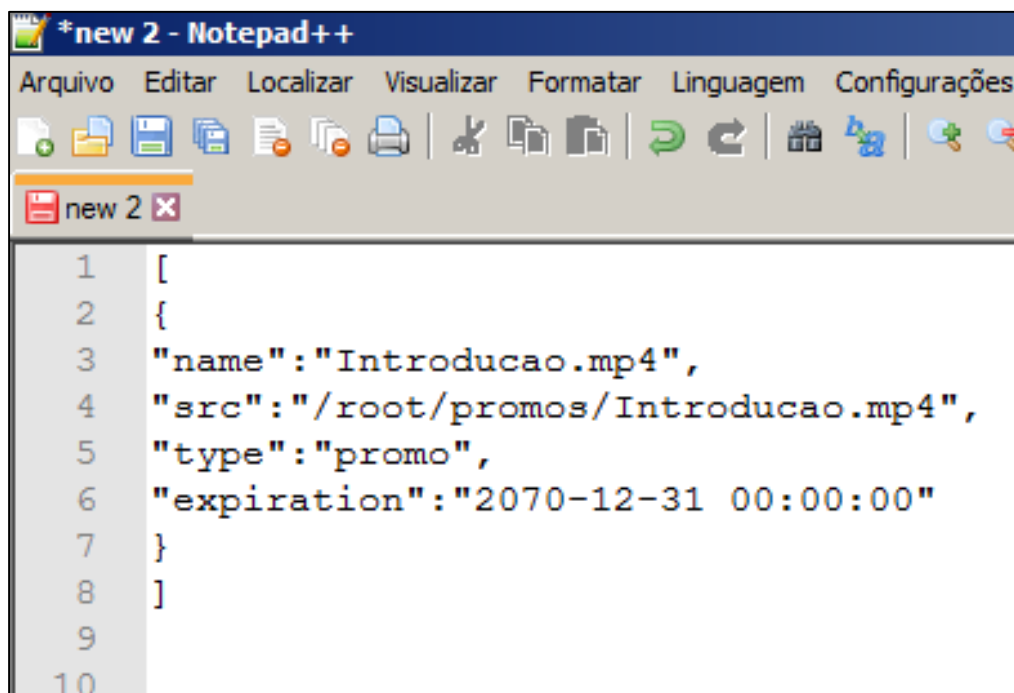 *new 2 - Notepad++
Arquivo Editar Localizar Visualizar Formatar Linguagem Configurações
new 2
1 [
2 {
3 "name":"Introducao.mp4",
4 "src":"/root/promos/Introducao.mp4",
5 "type":"promo",
6 "expiration":"2070-12-31 00:00:00"
7 }
8 ]
9
10